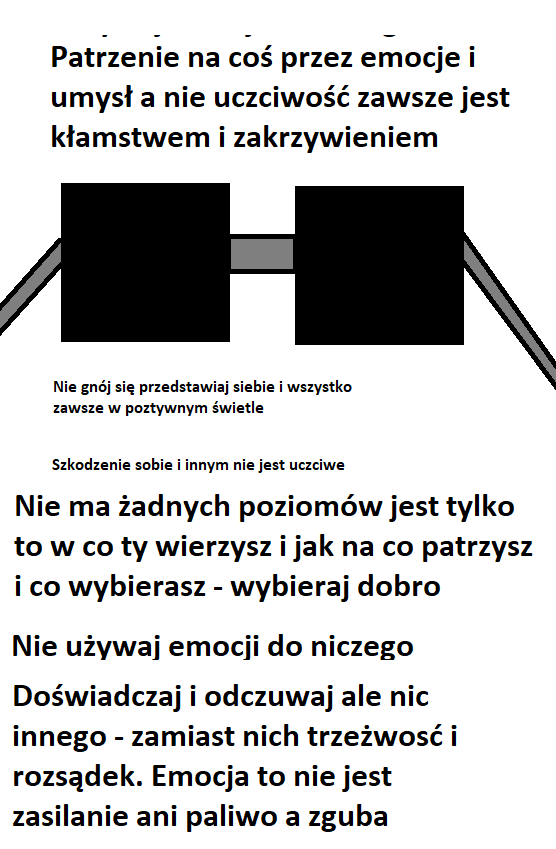 Patrzenie na coś przez emocje i
umysł a nie uczciwość zawsze jest
kłamstwem i zakrzywieniem
Nie gnój się przedstawiaj siebie i wszystko
zawsze w poztywnym świetle
Szkodzenie sobie i innym nie jest uczciwe
Nie ma żadnych poziomów jest tylko
to w co ty wierzysz i jak na co patrzysz
i co wybierasz - wybieraj dobro
Nie używaj emocji do niczego
Doświadczaj i odczuwaj ale nic
innego - zamiast nich trzeźwosć i
rozsądek. Emocja to nie jest
zasilanie ani paliwo a zguba